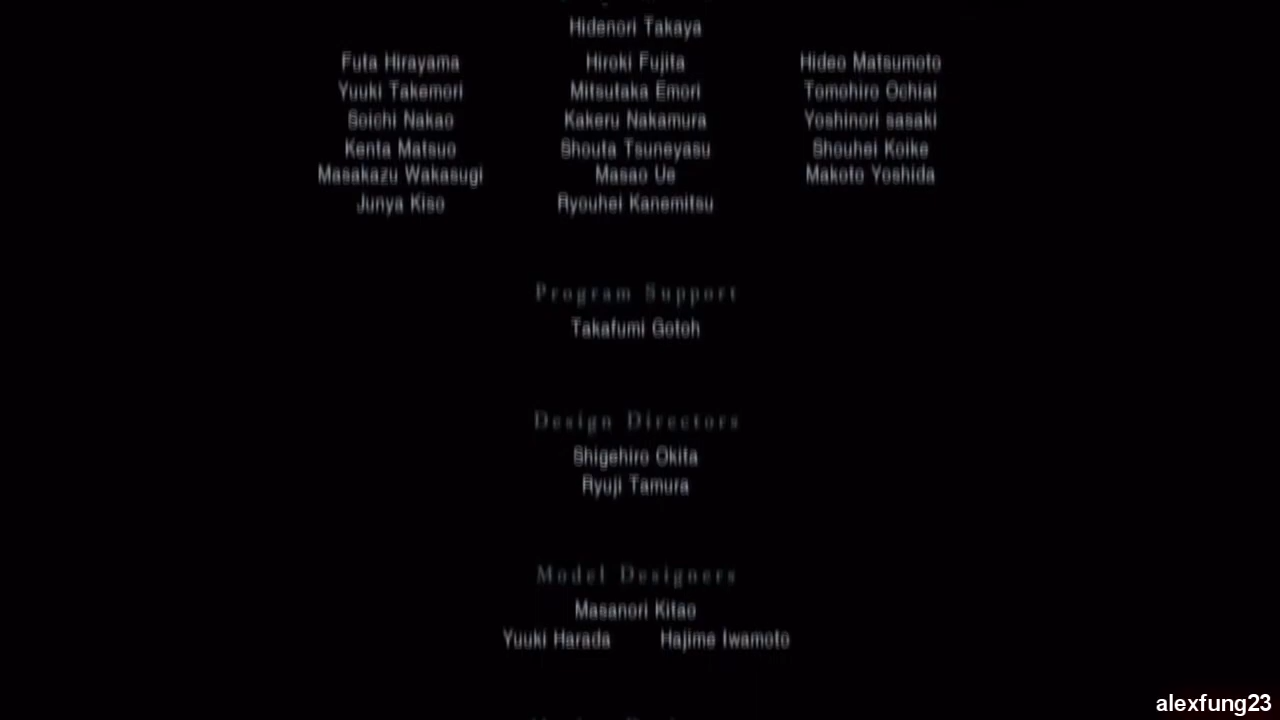 Hidenori Takaya
Futa Hirayama Hiroki Fujita Hideo Matsumoto
Yuuki Takemori Mitsutaka Emori Tomohiro Ochiai
Soichi Nakao Kakeru Nakamura Yoshinori sasaki
Kenta Matsuo Shouta Tsuneyasu Shouhei Koike
Masakazu Wakasugi Masao Ue Makoto Yoshida
Junya Kiso Ryouhei Kanemitsu
Program Support
Takafumi Gotoh
Design Directors
Shigehiro Okita
Ryuji Tamura
Model Designers
Masanori Kitao
Yuuki Harada Hajime Iwamoto
alexfung23